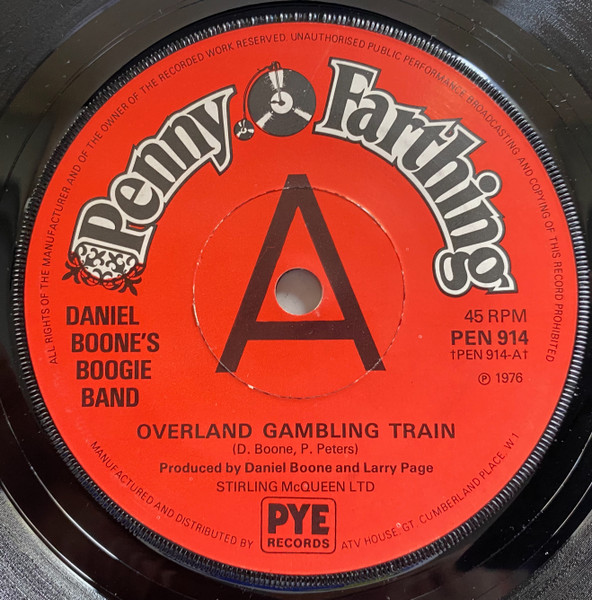 ALL RIGHTS OF THE MANUFACTURER AND OF THE OWNER OF THE RECORDED WORK RESERVED. UNAUTHORISED PUBLIC PERFORMANCE BROADCASTING AND COPYING OF THIS RECORD PROHIBITED
Penny Farthing
A
DANIEL
BOONE'S
BOOGIE
BAND
45 RPM
PEN 914
†PEN 914-A†
℗ 1976
OVERLAND GAMBLING TRAIN
(D. Boone, P. Peters)
Produced by Daniel Boone and Larry Page
STIRLING McQUEEN LTD
PYE
RECORDS
MANUFACTURED AND DISTRIBUTED BY ATV HOUSE, GT. CUMBERLAND PLACE, W1